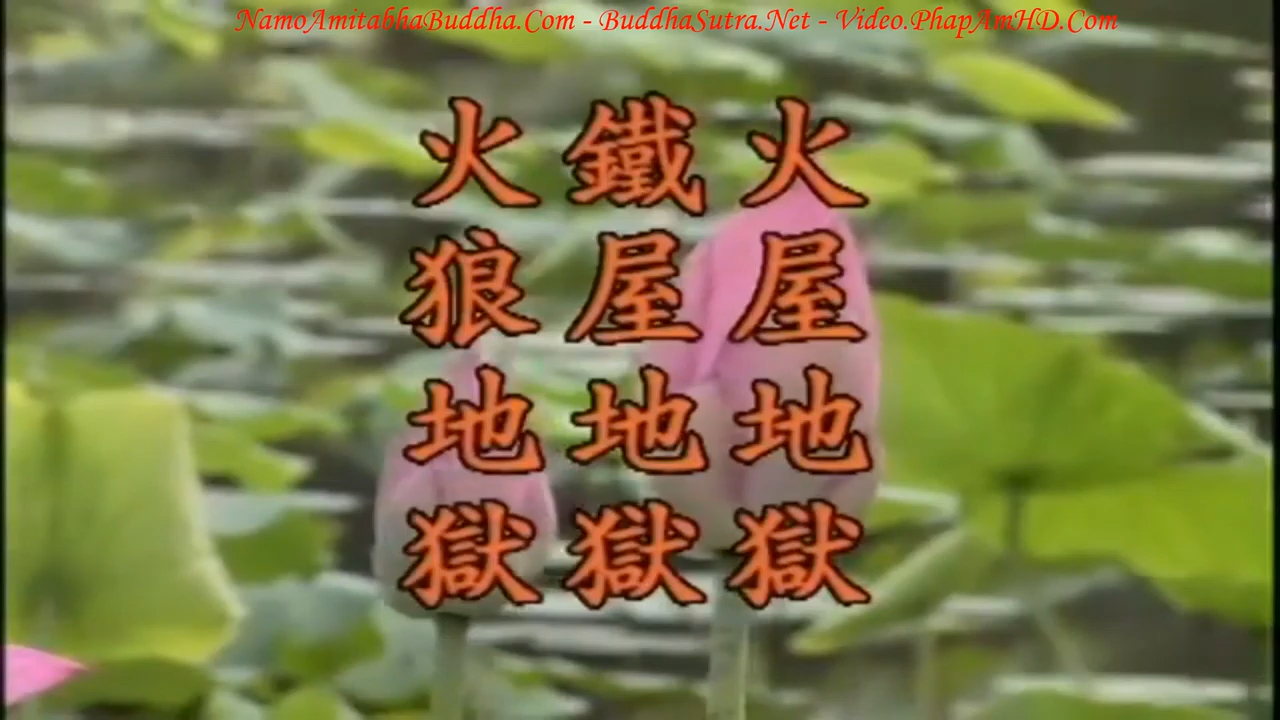 NamoAmitabhaBuddha.Com - BuddhaSutra.Net - Video.PhapAmHD.Com
火屋地獄
鐵屋地獄
火狼地獄